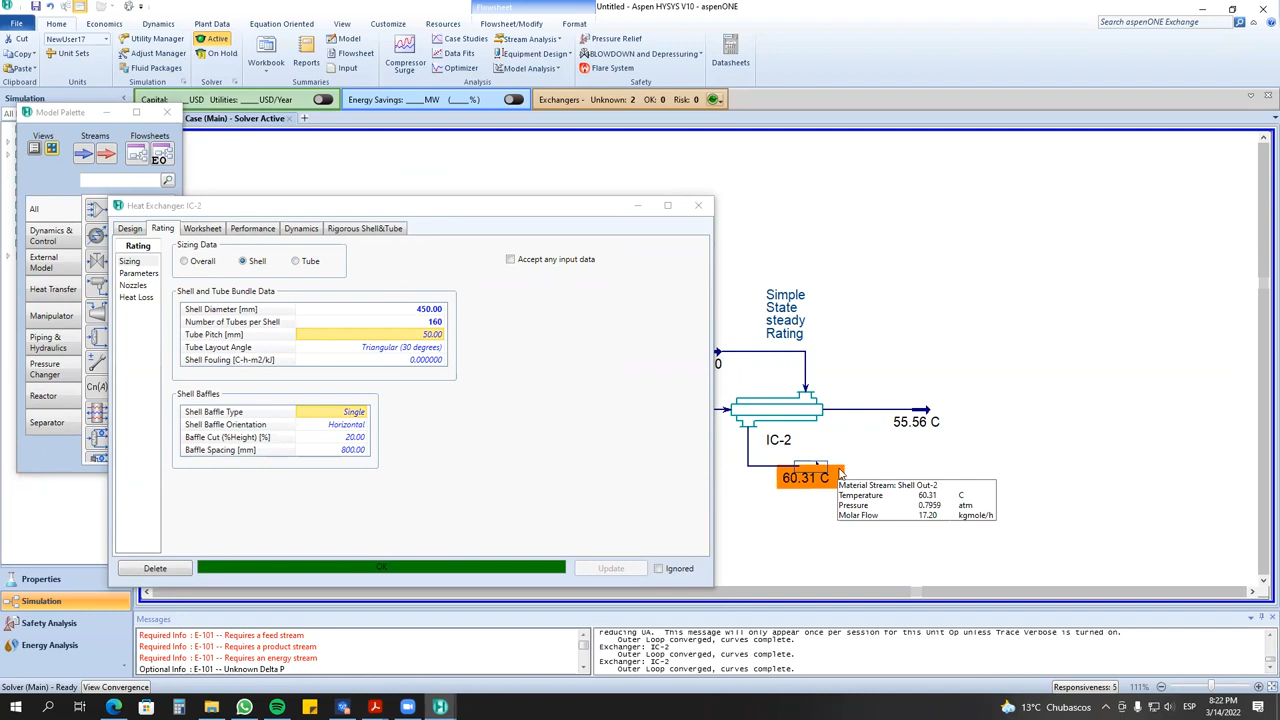 Flowsheet
Untitled - Aspen HYSYS V10 - aspenONE
File Home Economics Dynamics Plant Data Equation Oriented View Customize Resources Flowsheet/Modify Format
Search aspenONE Exchange
Cut NewUser17 Utility Manager Active Model Flowsheet Case Studies Stream Analysis Pressure Relief
Copy Unit Sets Adjust Manager On Hold Data Fits Equipment Design BLOWDOWN and Depressuring
Paste Fluid Packages Workbook Reports Input Compressor Surge Optimizer Model Analysis Flare System Datasheets
Clipboard Units Simulation Solver Summaries Analysis Safety
Simulation
Capital: ____ USD Utilities: ____ USD/Year
Energy Savings: ____ MW (____ %)
Exchangers - Unknown: 2 OK: 0 Risk: 0
All
Model Palette
Case (Main) - Solver Active
Views Streams Flowsheets
EO
All
Dynamics & Control
External Model
Heat Transfer
Manipulator
Piping & Hydraulics
Pressure Changer
Reactor
Separator
Cn(A)
Heat Exchanger: IC-2
Design Rating Worksheet Performance Dynamics Rigorous Shell&Tube
Rating
Sizing
Parameters
Nozzles
Heat Loss
Sizing Data
Overall Shell Tube
Accept any input data
Shell and Tube Bundle Data
Shell Diameter [mm] 450.00
Number of Tubes per Shell 160
Tube Pitch [mm] 50.00
Tube Layout Angle Triangular (30 degrees)
Shell Fouling [C-h-m2/kJ] 0.000000
Shell Baffles
Shell Baffle Type Single
Shell Baffle Orientation Horizontal
Baffle Cut (%Height) [%] 20.00
Baffle Spacing [mm] 800.00
Delete OK Update Ignored
Simple
State
steady
Rating
0
55.56 C
IC-2
60.31 C
Material Stream: Shell Out-2
Temperature 60.31 C
Pressure 0.7959 atm
Molar Flow 17.20 kgmole/h
Properties
Simulation
Safety Analysis
Energy Analysis
Messages
Required Info : E-101 -- Requires a feed stream
Required Info : E-101 -- Requires a product stream
Required Info : E-101 -- Requires an energy stream
Optional Info : E-101 -- Unknown Delta P
reducing UA. This message will only appear once per session for this Unit Op unless Trace Verbose is turned on.
Outer Loop converged, curves complete.
Exchanger: IC-2
Outer Loop converged, curves complete.
Exchanger: IC-2
Outer Loop converged, curves complete.
Solver (Main) - Ready View Convergence
Responsiveness: 5 111%
13°C Chubascos ESP 8:22 PM
3/14/2022